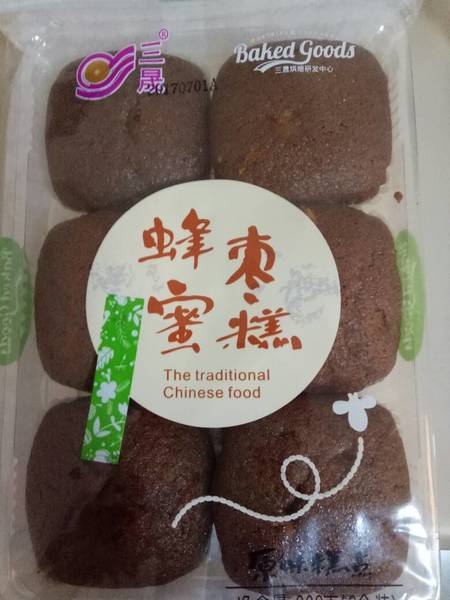 三晟®
20170701A
Baked Goods
三晟烘焙研发中心
蜂蜜
枣糕
The traditional
Chinese food
原味糕点